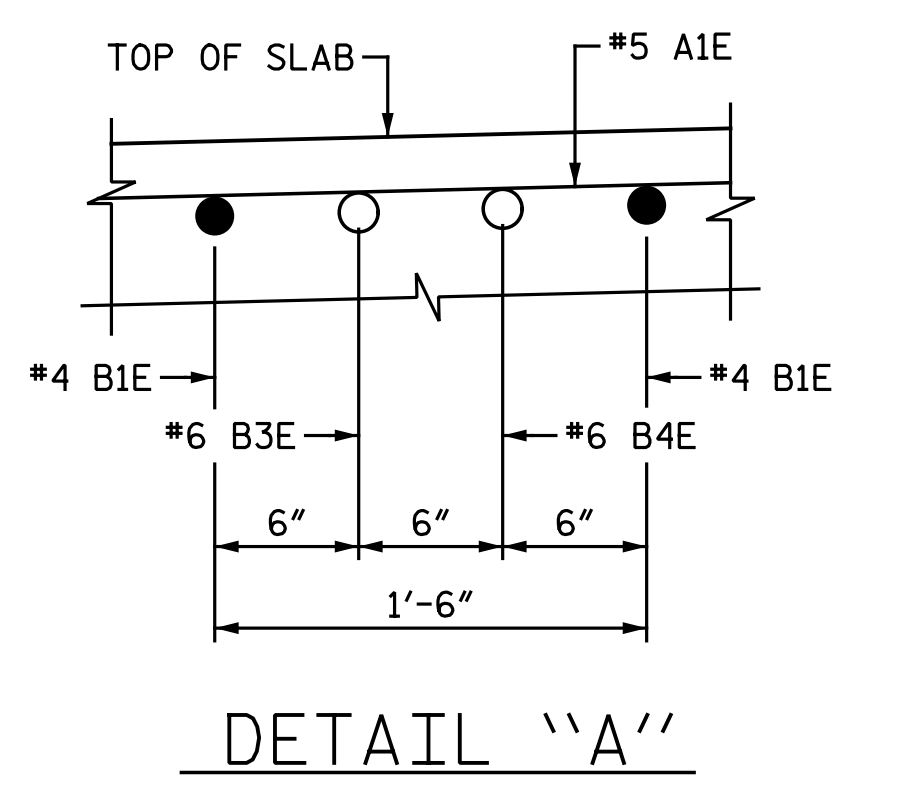 TOP OF SLAB
#5 A1E
#4 B1E
#4 B1E
#6 B3E
#6 B4E
6"
6"
6"
1'-6"
DETAIL "A"